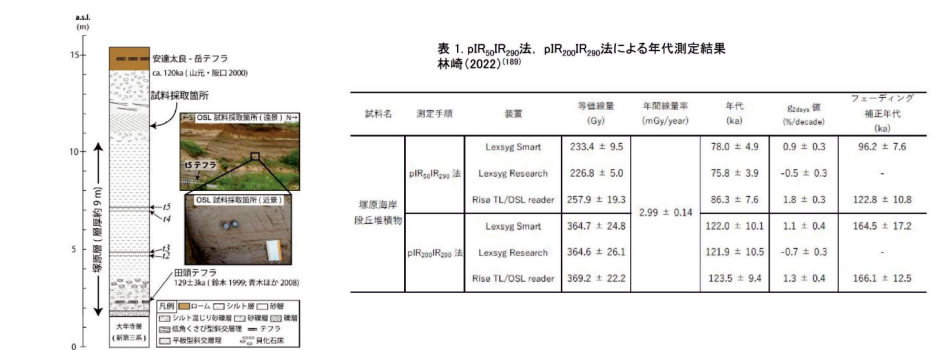 a.s.l.
(m)
15
10
5
0
安達太良 - 岳テフラ
ca. 120ka ( 山元・阪口 2000)
試料採取箇所
←S OSL 試料採取箇所 ( 遠景 ) N→
t5 テフラ
OSL 試料採取箇所 ( 近景 )
塚原層 ( 層厚約 9 m)
t5
t4
t3
t2
田頭テフラ
129±3ka ( 鈴木 1999; 青木ほか 2008)
大年寺層
( 新第三系 )
凡例 ローム シルト層 砂層
シルト混じり砂礫層 砂礫層 礫層
低角くさび型斜交層理 テフラ
平板型斜交層理 貝化石床
表 1. pIR50IR290法，pIR200IR290法による年代測定結果
林崎（2022）(189)
試料名 測定手順 装置 等価線量 (Gy) 年間線量率 (mGy/year) 年代 (ka) g2days 値 (%/decade) フェーディング 補正年代 (ka)
塚原海岸 段丘堆積物
2.99 ± 0.14
pIR50IR290 法
Lexsyg Smart 233.4 ± 9.5 78.0 ± 4.9 0.9 ± 0.3 96.2 ± 7.6
Lexsyg Research 226.8 ± 5.0 75.8 ± 3.9 -0.5 ± 0.3 -
Risø TL/OSL reader 257.9 ± 19.3 86.3 ± 7.6 1.8 ± 0.3 122.8 ± 10.8
pIR200IR290 法
Lexsyg Smart 364.7 ± 24.8 122.0 ± 10.1 1.1 ± 0.4 164.5 ± 17.2
Lexsyg Research 364.6 ± 26.1 121.9 ± 10.5 -0.7 ± 0.3 -
Risø TL/OSL reader 369.2 ± 22.2 123.5 ± 9.4 1.3 ± 0.4 166.1 ± 12.5